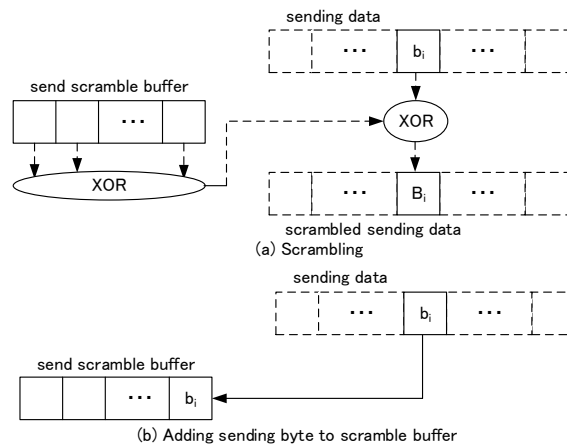 sending data
··· bi ···
send scramble buffer
···
XOR
XOR
··· Bi ···
scrambled sending data
(a) Scrambling
sending data
··· bi ···
send scramble buffer
··· bi
(b) Adding sending byte to scramble buffer